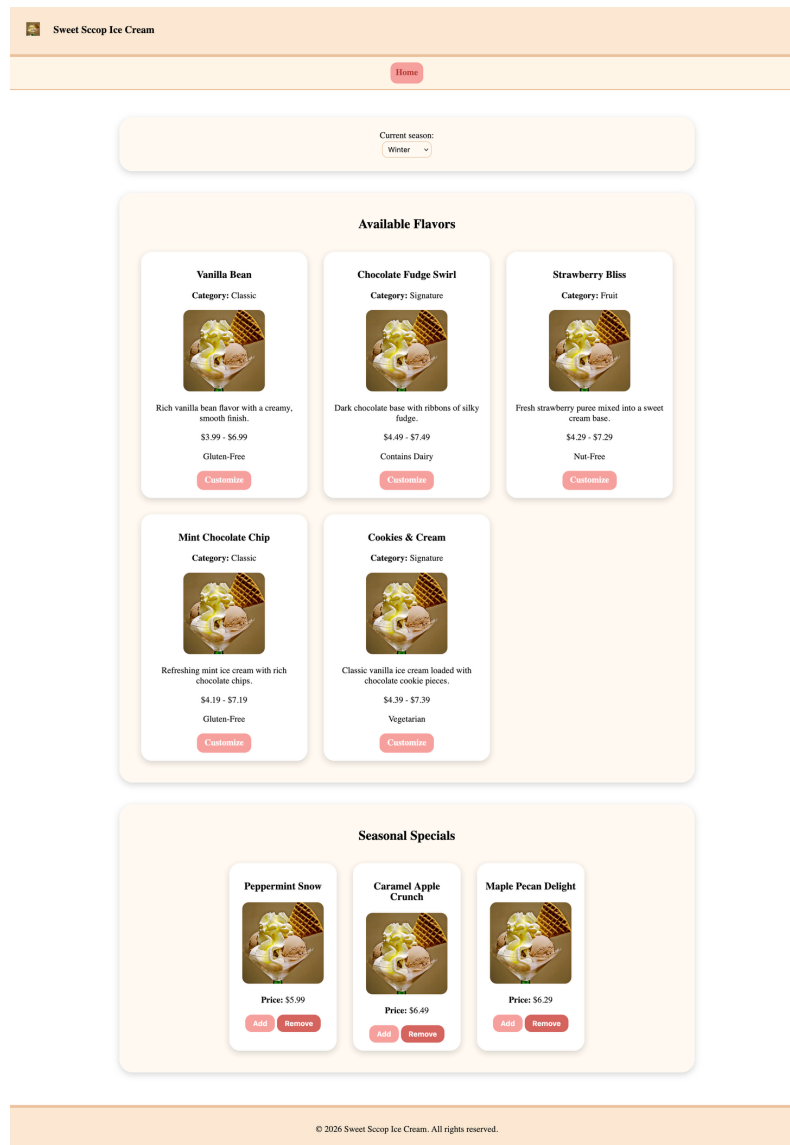 Sweet Sccop Ice Cream
Home
Current season:
Winter
Available Flavors
Vanilla Bean
Category: Classic
Rich vanilla bean flavor with a creamy,
smooth finish.
$3.99 - $6.99
Gluten-Free
Customize
Chocolate Fudge Swirl
Category: Signature
Dark chocolate base with ribbons of silky
fudge.
$4.49 - $7.49
Contains Dairy
Customize
Strawberry Bliss
Category: Fruit
Fresh strawberry puree mixed into a sweet
cream base.
$4.29 - $7.29
Nut-Free
Customize
Mint Chocolate Chip
Category: Classic
Refreshing mint ice cream with rich
chocolate chips.
$4.19 - $7.19
Gluten-Free
Customize
Cookies & Cream
Category: Signature
Classic vanilla ice cream loaded with
chocolate cookie pieces.
$4.39 - $7.39
Vegetarian
Customize
Seasonal Specials
Peppermint Snow
Price: $5.99
Add Remove
Caramel Apple
Crunch
Price: $6.49
Add Remove
Maple Pecan Delight
Price: $6.29
Add Remove
© 2026 Sweet Sccop Ice Cream. All rights reserved.